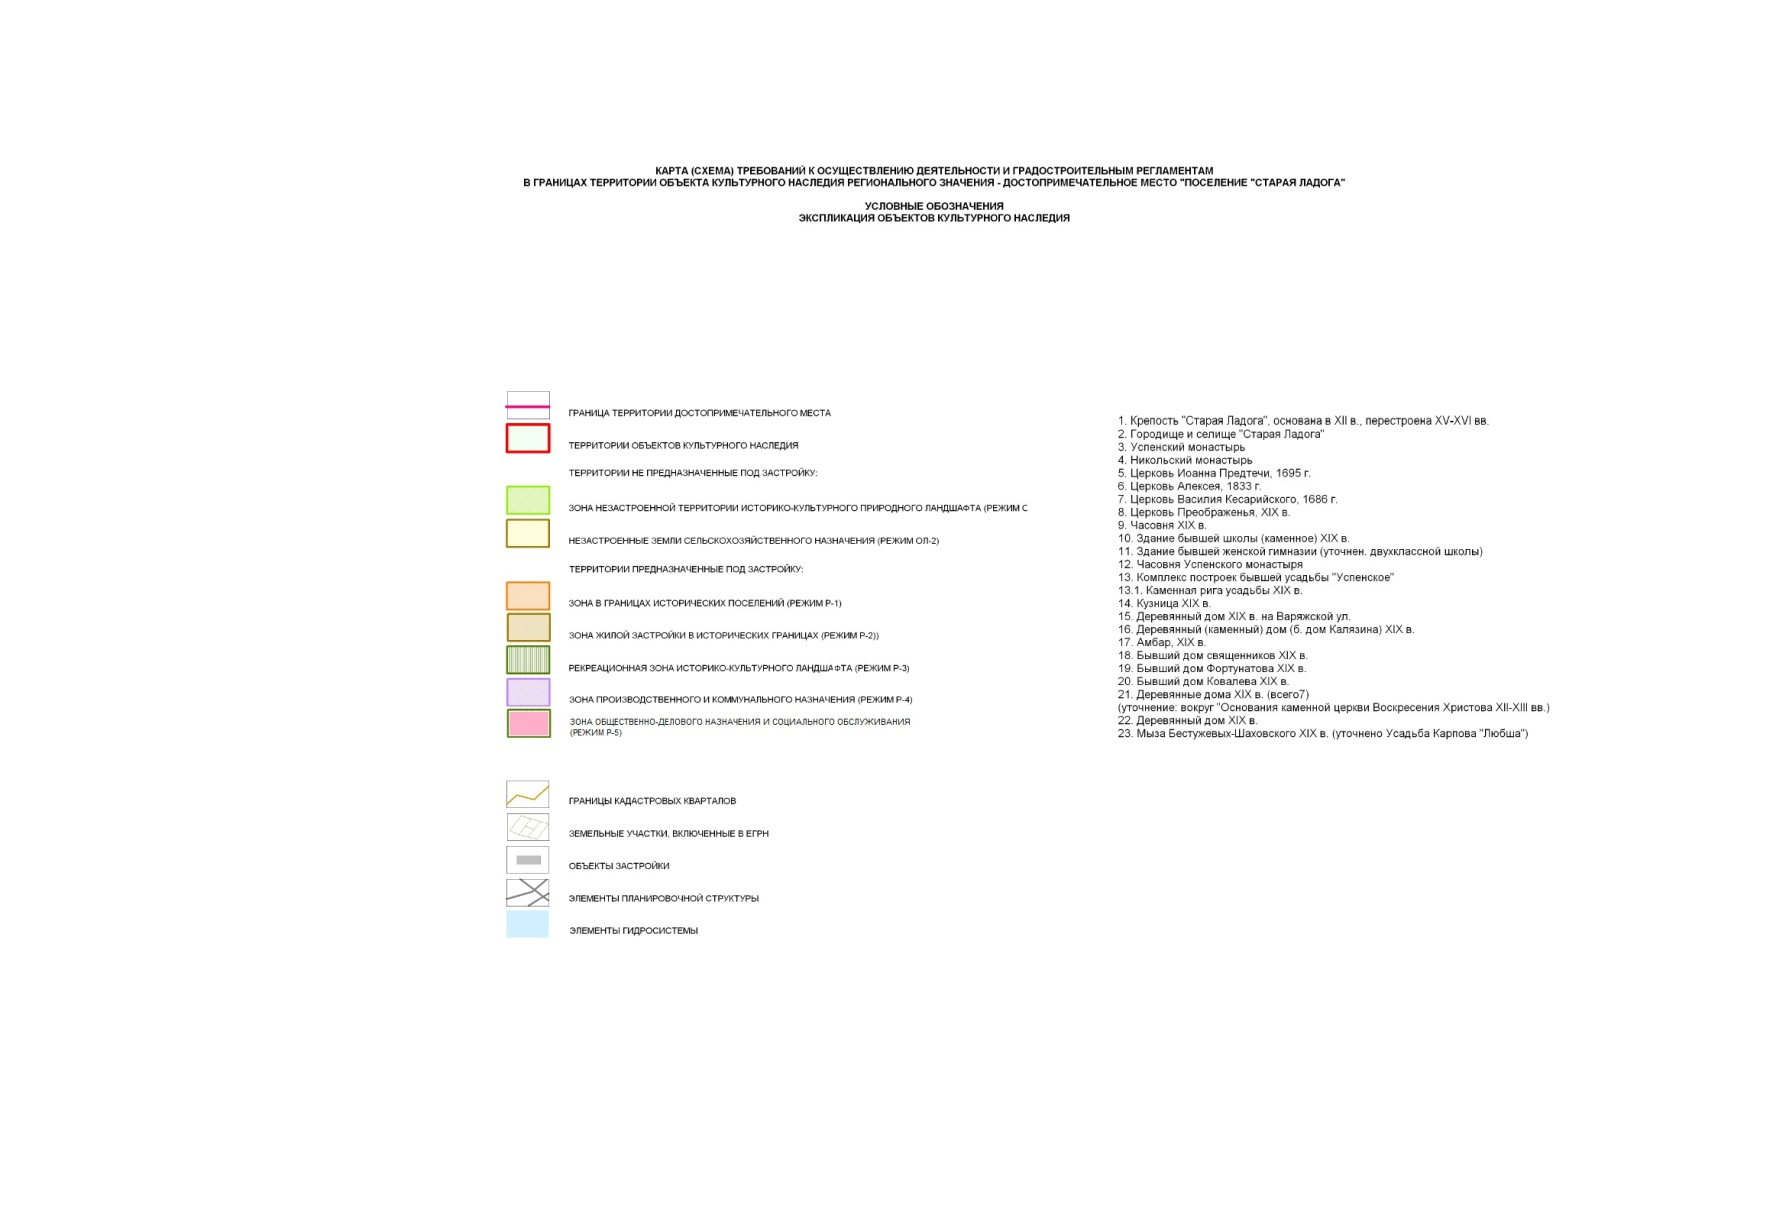 КАРТА (СХЕМА) ТРЕБОВАНИЙ К ОСУЩЕСТВЛЕНИЮ ДЕЯТЕЛЬНОСТИ И ГРАДОСТРОИТЕЛЬНЫМ РЕГЛАМЕНТАМ
В ГРАНИЦАХ ТЕРРИТОРИИ ОБЪЕКТА КУЛЬТУРНОГО НАСЛЕДИЯ РЕГИОНАЛЬНОГО ЗНАЧЕНИЯ - ДОСТОПРИМЕЧАТЕЛЬНОЕ МЕСТО "ПОСЕЛЕНИЕ "СТАРАЯ ЛАДОГА"
УСЛОВНЫЕ ОБОЗНАЧЕНИЯ
ЭКСПЛИКАЦИЯ ОБЪЕКТОВ КУЛЬТУРНОГО НАСЛЕДИЯ
ГРАНИЦА ТЕРРИТОРИИ ДОСТОПРИМЕЧАТЕЛЬНОГО МЕСТА
ТЕРРИТОРИИ ОБЪЕКТОВ КУЛЬТУРНОГО НАСЛЕДИЯ
ТЕРРИТОРИИ НЕ ПРЕДНАЗНАЧЕННЫЕ ПОД ЗАСТРОЙКУ:
ЗОНА НЕЗАСТРОЕННОЙ ТЕРРИТОРИИ ИСТОРИКО-КУЛЬТУРНОГО ПРИРОДНОГО ЛАНДШАФТА (РЕЖИМ С
НЕЗАСТРОЕННЫЕ ЗЕМЛИ СЕЛЬСКОХОЗЯЙСТВЕННОГО НАЗНАЧЕНИЯ (РЕЖИМ ОЛ-2)
ТЕРРИТОРИИ ПРЕДНАЗНАЧЕННЫЕ ПОД ЗАСТРОЙКУ:
ЗОНА В ГРАНИЦАХ ИСТОРИЧЕСКИХ ПОСЕЛЕНИЙ (РЕЖИМ Р-1)
ЗОНА ЖИЛОЙ ЗАСТРОЙКИ В ИСТОРИЧЕСКИХ ГРАНИЦАХ (РЕЖИМ Р-2))
РЕКРЕАЦИОННАЯ ЗОНА ИСТОРИКО-КУЛЬТУРНОГО ЛАНДШАФТА (РЕЖИМ Р-3)
ЗОНА ПРОИЗВОДСТВЕННОГО И КОММУНАЛЬНОГО НАЗНАЧЕНИЯ (РЕЖИМ Р-4)
ЗОНА ОБЩЕСТВЕННО-ДЕЛОВОГО НАЗНАЧЕНИЯ И СОЦИАЛЬНОГО ОБСЛУЖИВАНИЯ
(РЕЖИМ Р-5)
ГРАНИЦЫ КАДАСТРОВЫХ КВАРТАЛОВ
ЗЕМЕЛЬНЫЕ УЧАСТКИ, ВКЛЮЧЕННЫЕ В ЕГРН
ОБЪЕКТЫ ЗАСТРОЙКИ
ЭЛЕМЕНТЫ ПЛАНИРОВОЧНОЙ СТРУКТУРЫ
ЭЛЕМЕНТЫ ГИДРОСИСТЕМЫ
1. Крепость "Старая Ладога", основана в XII в., перестроена XV-XVI вв.
2. Городище и селище "Старая Ладога"
3. Успенский монастырь
4. Никольский монастырь
5. Церковь Иоанна Предтечи, 1695 г.
6. Церковь Алексея, 1833 г.
7. Церковь Василия Кесарийского, 1686 г.
8. Церковь Преображенья, XIX в.
9. Часовня XIX в.
10. Здание бывшей школы (каменное) XIX в.
11. Здание бывшей женской гимназии (уточнен. двухклассной школы)
12. Часовня Успенского монастыря
13. Комплекс построек бывшей усадьбы "Успенское"
13.1. Каменная рига усадьбы XIX в.
14. Кузница XIX в.
15. Деревянный дом XIX в. на Варяжской ул.
16. Деревянный (каменный) дом (б. дом Калязина) XIX в.
17. Амбар, XIX в.
18. Бывший дом священников XIX в.
19. Бывший дом Фортунатова XIX в.
20. Бывший дом Ковалева XIX в.
21. Деревянные дома XIX в. (всего7)
(уточнение: вокруг "Основания каменной церкви Воскресения Христова XII-XIII вв.)
22. Деревянный дом XIX в.
23. Мыза Бестужевых-Шаховского XIX в. (уточнено Усадьба Карпова "Любша")